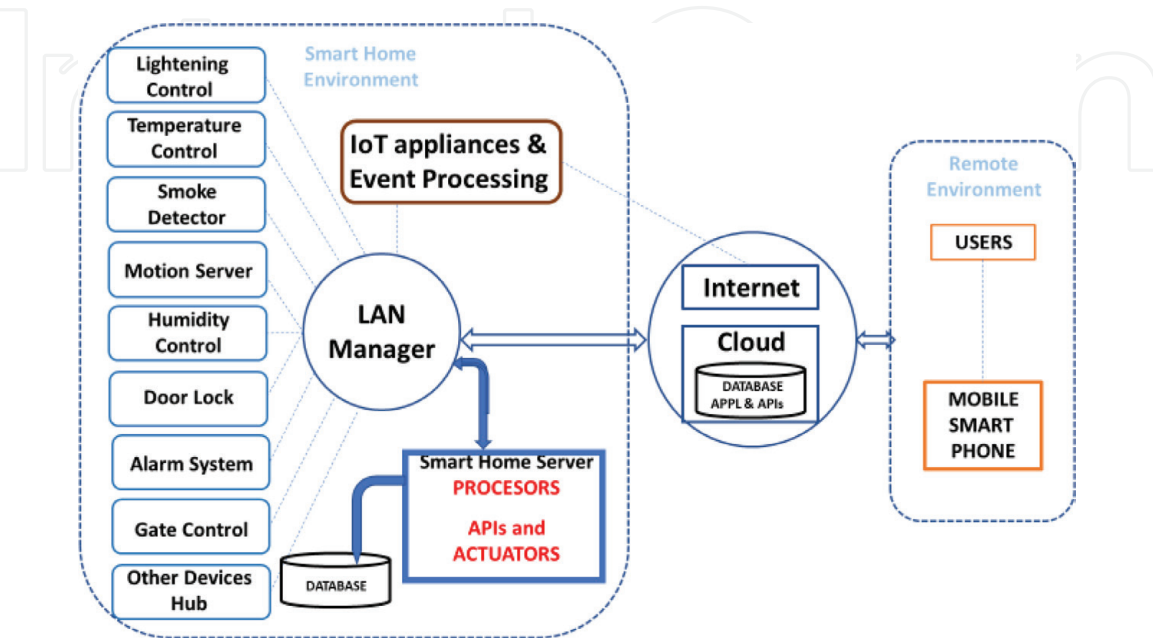 Smart Home
Environment
Lightening
Control
Temperature
Control
Smoke
Detector
Motion Server
Humidity
Control
Door Lock
Alarm System
Gate Control
Other Devices
Hub
IoT appliances &
Event Processing
LAN
Manager
Smart Home Server
PROCESORS
APIs and
ACTUATORS
DATABASE
Internet
Cloud
DATABASE
APPL & APIs
Remote
Environment
USERS
MOBILE
SMART
PHONE